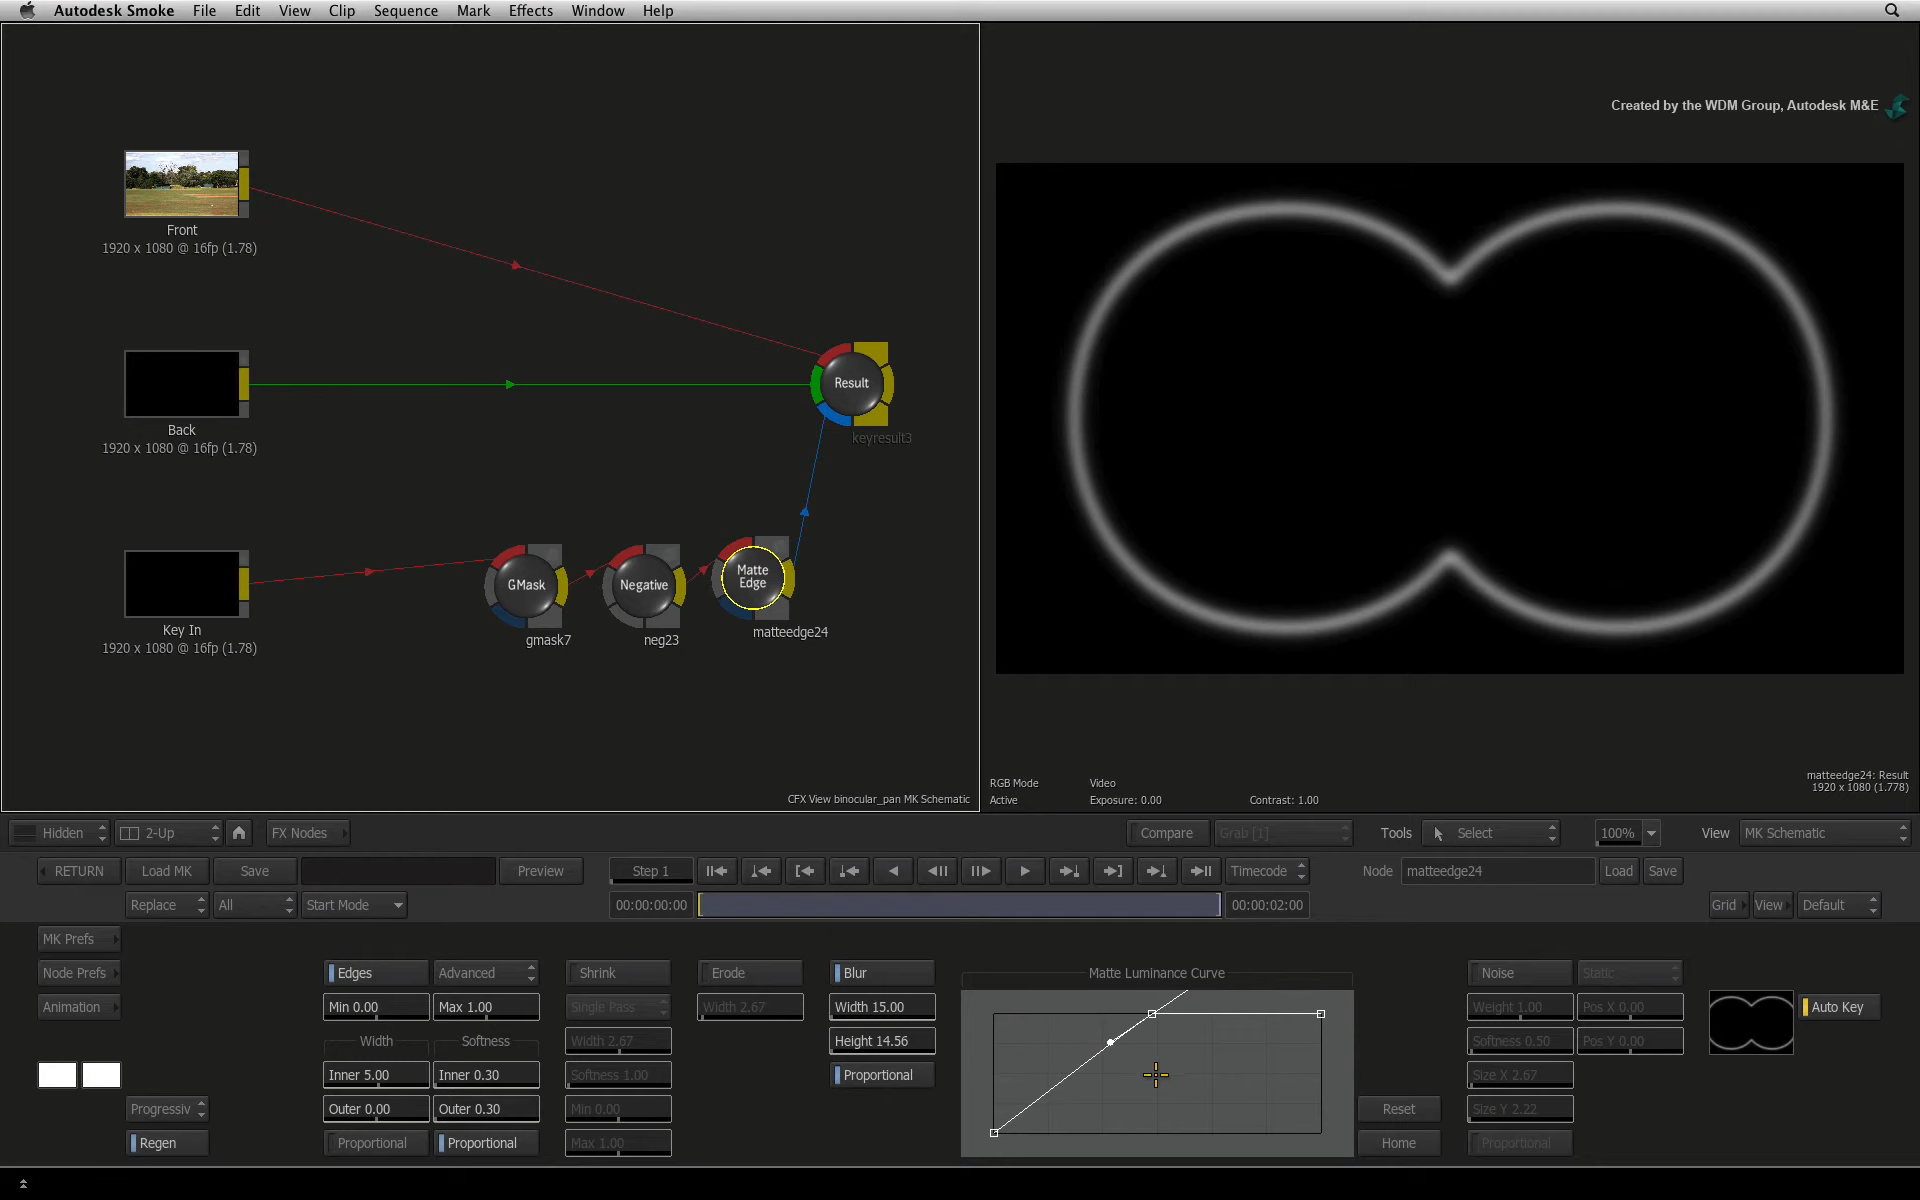 Autodesk Smoke File Edit View Clip Sequence Mark Effects Window Help
Created by the WDM Group, Autodesk M&E
Front
1920 x 1080 @ 16fp (1.78)
Result
keyresult3
Back
1920 x 1080 @ 16fp (1.78)
GMask
gmask7
Negative
neg23
Matte
Edge
matteedge24
Key In
1920 x 1080 @ 16fp (1.78)
CFX View binocular_pan MK Schematic
RGB Mode Video
Active Exposure: 0.00 Contrast: 1.00
matteedge24: Result
1920 x 1080 (1.778)
Hidden 2-Up FX Nodes Compare Grab [1] Tools Select 100% View MK Schematic
RETURN Load MK Save Preview Step 1 Timecode Node matteedge24 Load Save
Replace All Start Mode 00:00:00:00 00:00:02:00 Grid View Default
MK Prefs
Node Prefs Edges Advanced Shrink Erode Blur Matte Luminance Curve Noise Static
Animation Min 0.00 Max 1.00 Single Pass Width 2.67 Width 15.00 Weight 1.00 Pos X 0.00 Auto Key
Width Softness Width 2.67 Height 14.56 Softness 0.50 Pos Y 0.00
Inner 5.00 Inner 0.30 Softness 1.00 Proportional Size X 2.67
Progressiv Outer 0.00 Outer 0.30 Min 0.00 Reset Size Y 2.22
Regen Proportional Proportional Max 1.00 Home Proportional